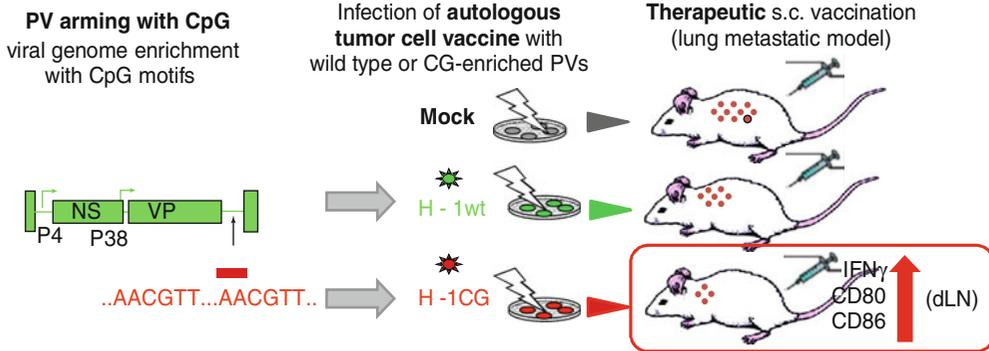 PV arming with CpG
viral genome enrichment
with CpG motifs
Infection of autologous
tumor cell vaccine with
wild type or CG-enriched PVs
Therapeutic s.c. vaccination
(lung metastatic model)
Mock
NS VP
P4 P38
H - 1wt
..AACGTT...AACGTT..
H -1CG
IFNγ
CD80
CD86
(dLN)